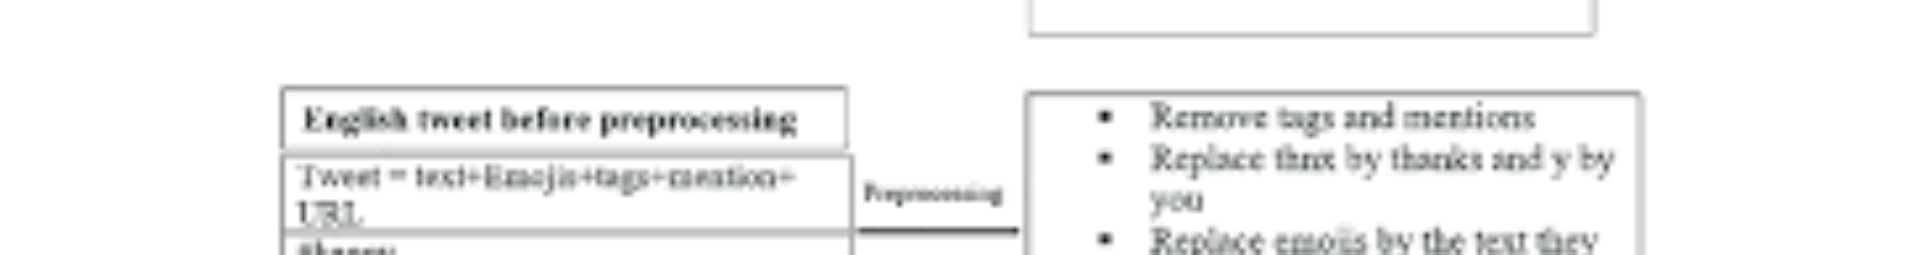 English tweet before preprocessing
Tweet = text+Emojis+tags+mention+
URL
Preprocessing
• Remove tags and mentions
• Replace thnx by thanks and y by
you
• Replace emojis by the text they